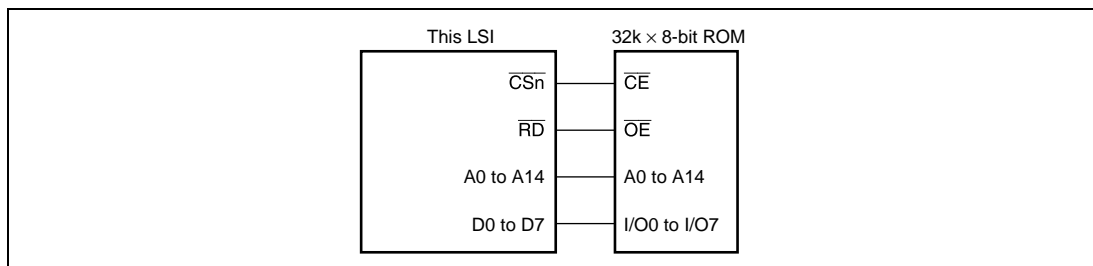 This LSI 32k × 8-bit ROM
CSn CE
RD OE
A0 to A14 A0 to A14
D0 to D7 I/O0 to I/O7